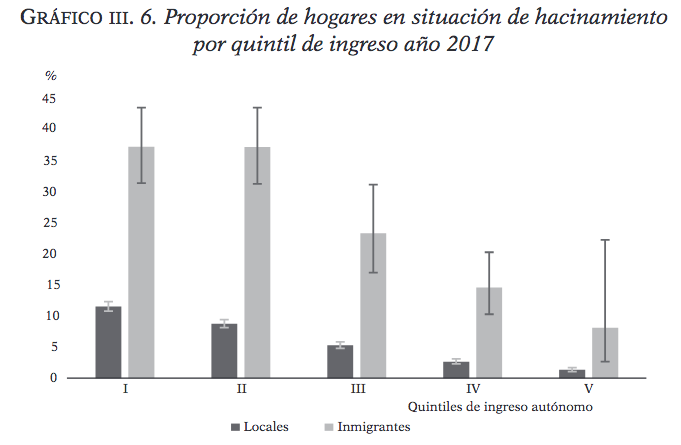 GRÁFICO III. 6. Proporción de hogares en situación de hacinamiento
por quintil de ingreso año 2017
%
45
40
35
30
25
20
15
10
5
0
I II III IV V
Quintiles de ingreso autónomo
Locales Inmigrantes